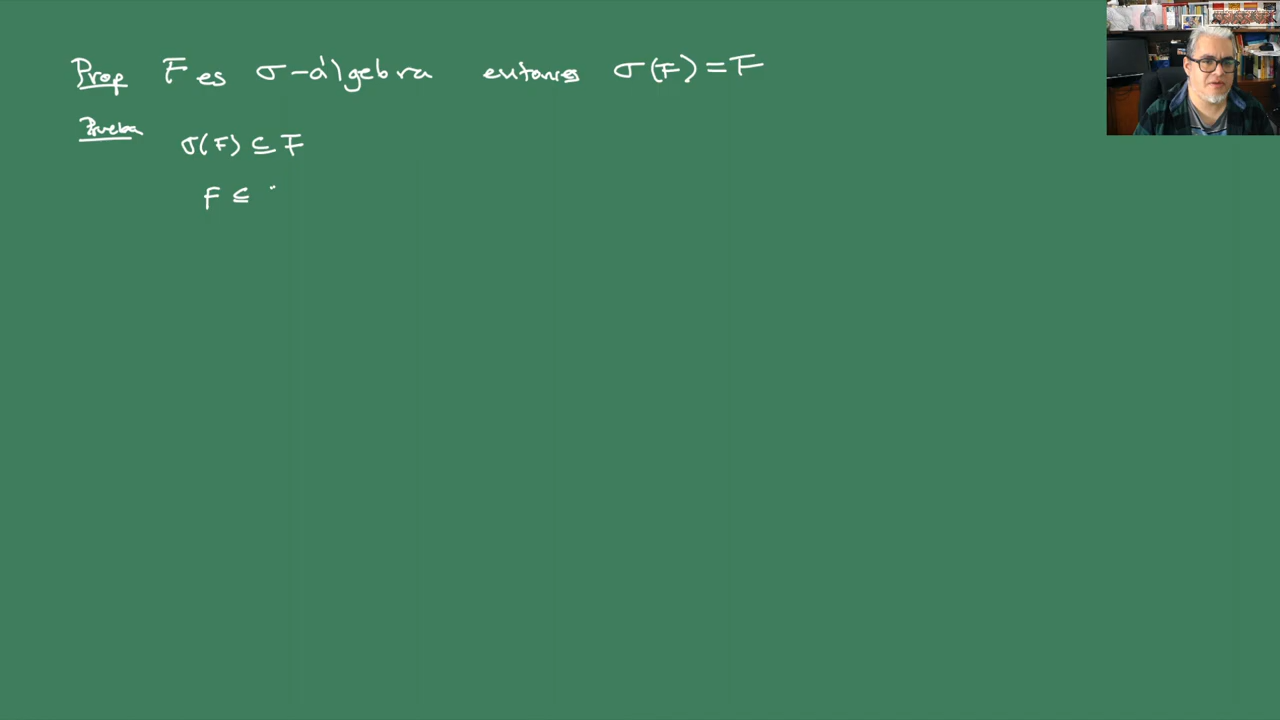 Prop F es σ-álgebra entonces σ(F) = F
Prueba σ(F) ⊆ F
F ⊆